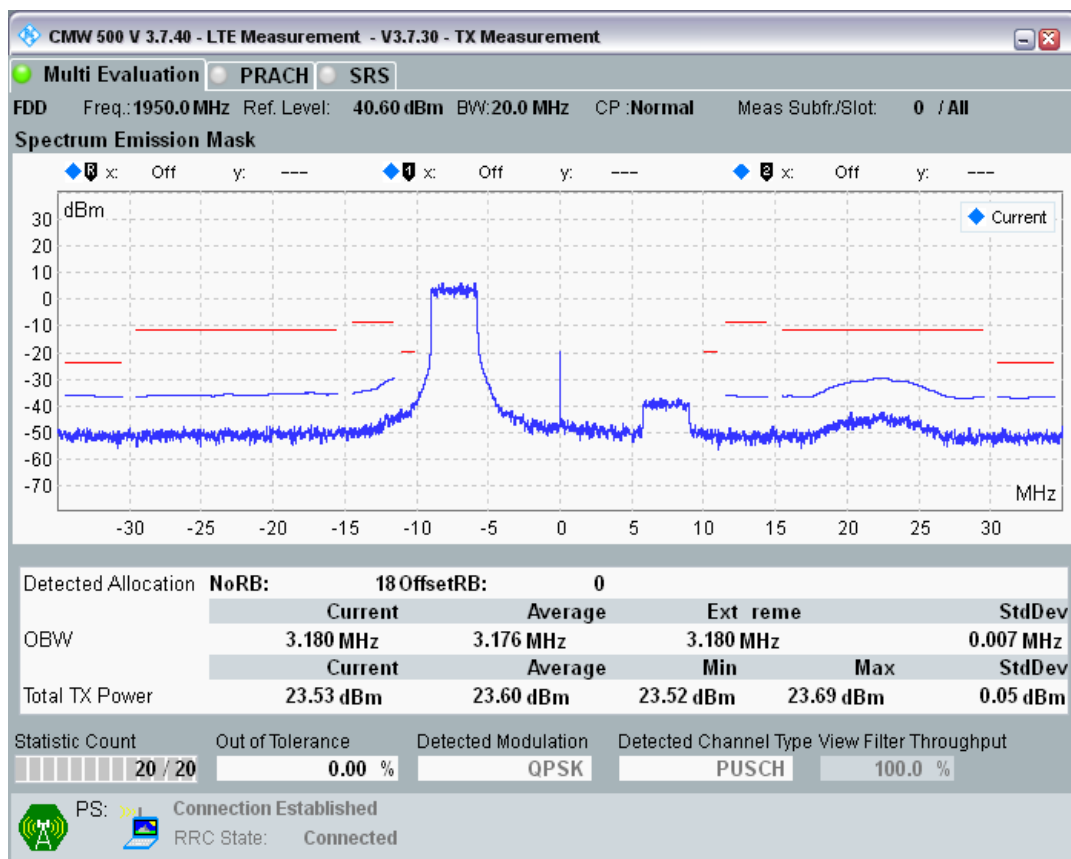 CMW 500 V 3.7.40 - LTE Measurement - V3.7.30 - TX Measurement
Multi Evaluation PRACH SRS
FDD Freq.: 1950.0 MHz Ref. Level: 40.60 dBm BW: 20.0 MHz CP : Normal Meas Subfr./Slot: 0 / All
Spectrum Emission Mask
R x: Off y: --- 1 x: Off y: --- 2 x: Off y: ---
dBm
Current
30
20
10
0
-10
-20
-30
-40
-50
-60
-70
MHz
-30 -25 -20 -15 -10 -5 0 5 10 15 20 25 30
Detected Allocation NoRB: 18 OffsetRB: 0
Current Average Ext reme StdDev
OBW 3.180 MHz 3.176 MHz 3.180 MHz 0.007 MHz
Current Average Min Max StdDev
Total TX Power 23.53 dBm 23.60 dBm 23.52 dBm 23.69 dBm 0.05 dBm
Statistic Count Out of Tolerance Detected Modulation Detected Channel Type View Filter Throughput
20 / 20 0.00 % QPSK PUSCH 100.0 %
PS: Connection Established
RRC State: Connected